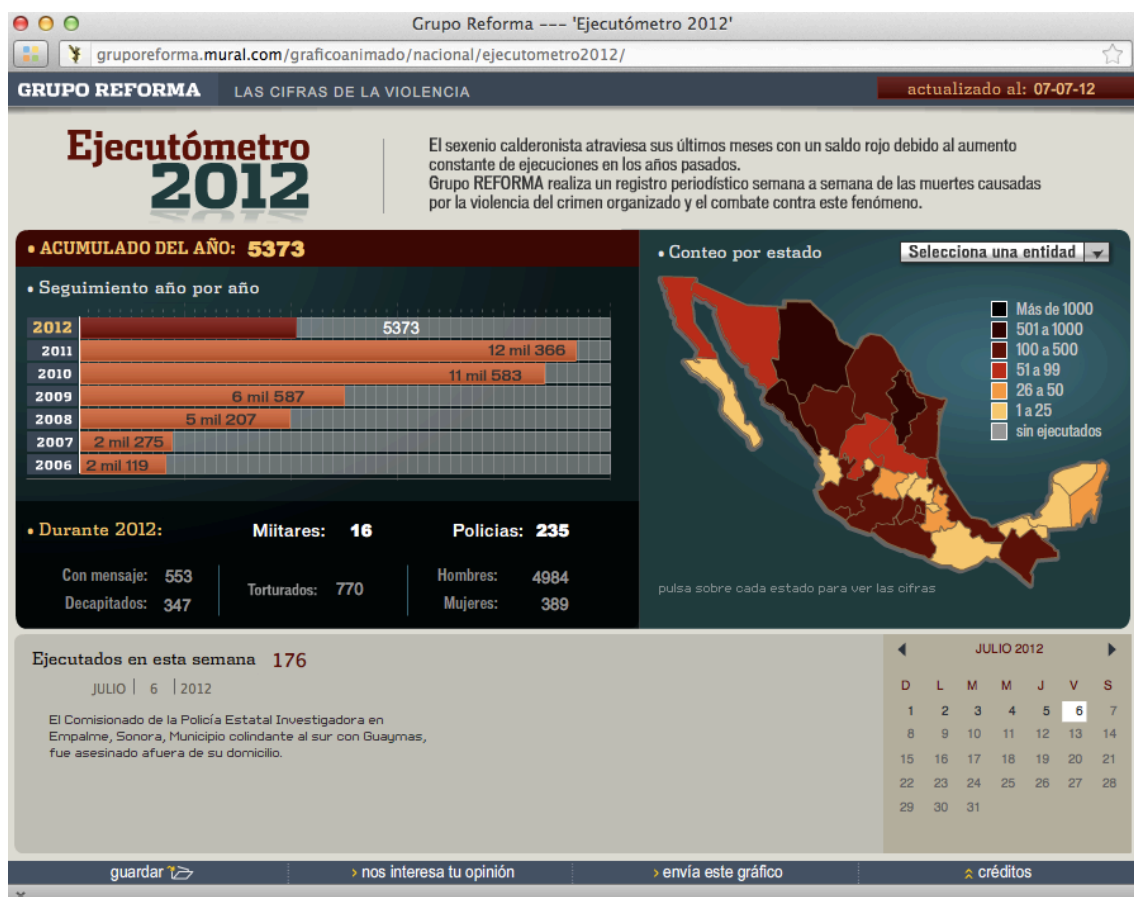 Grupo Reforma --- 'Ejecutómetro 2012'
gruporeforma.mural.com/graficoanimado/nacional/ejecutometro2012/
GRUPO REFORMA LAS CIFRAS DE LA VIOLENCIA
actualizado al: 07-07-12
Ejecutómetro
2012
El sexenio calderonista atraviesa sus últimos meses con un saldo rojo debido al aumento
constante de ejecuciones en los años pasados.
Grupo REFORMA realiza un registro periodístico semana a semana de las muertes causadas
por la violencia del crimen organizado y el combate contra este fenómeno.
• ACUMULADO DEL AÑO: 5373
• Seguimiento año por año
2012 5373
2011 12 mil 366
2010 11 mil 583
2009 6 mil 587
2008 5 mil 207
2007 2 mil 275
2006 2 mil 119
• Durante 2012: Miitares: 16 Policias: 235
Con mensaje: 553
Decapitados: 347
Torturados: 770
Hombres: 4984
Mujeres: 389
• Conteo por estado
Selecciona una entidad
Más de 1000
501 a 1000
100 a 500
51 a 99
26 a 50
1 a 25
sin ejecutados
pulsa sobre cada estado para ver las cifras
Ejecutados en esta semana 176
JULIO | 6 | 2012
El Comisionado de la Policía Estatal Investigadora en
Empalme, Sonora, Municipio colindante al sur con Guaymas,
fue asesinado afuera de su domicilio.
JULIO 2012
D L M M J V S
1 2 3 4 5 6 7
8 9 10 11 12 13 14
15 16 17 18 19 20 21
22 23 24 25 26 27 28
29 30 31
guardar
> nos interesa tu opinión
> envía este gráfico
créditos